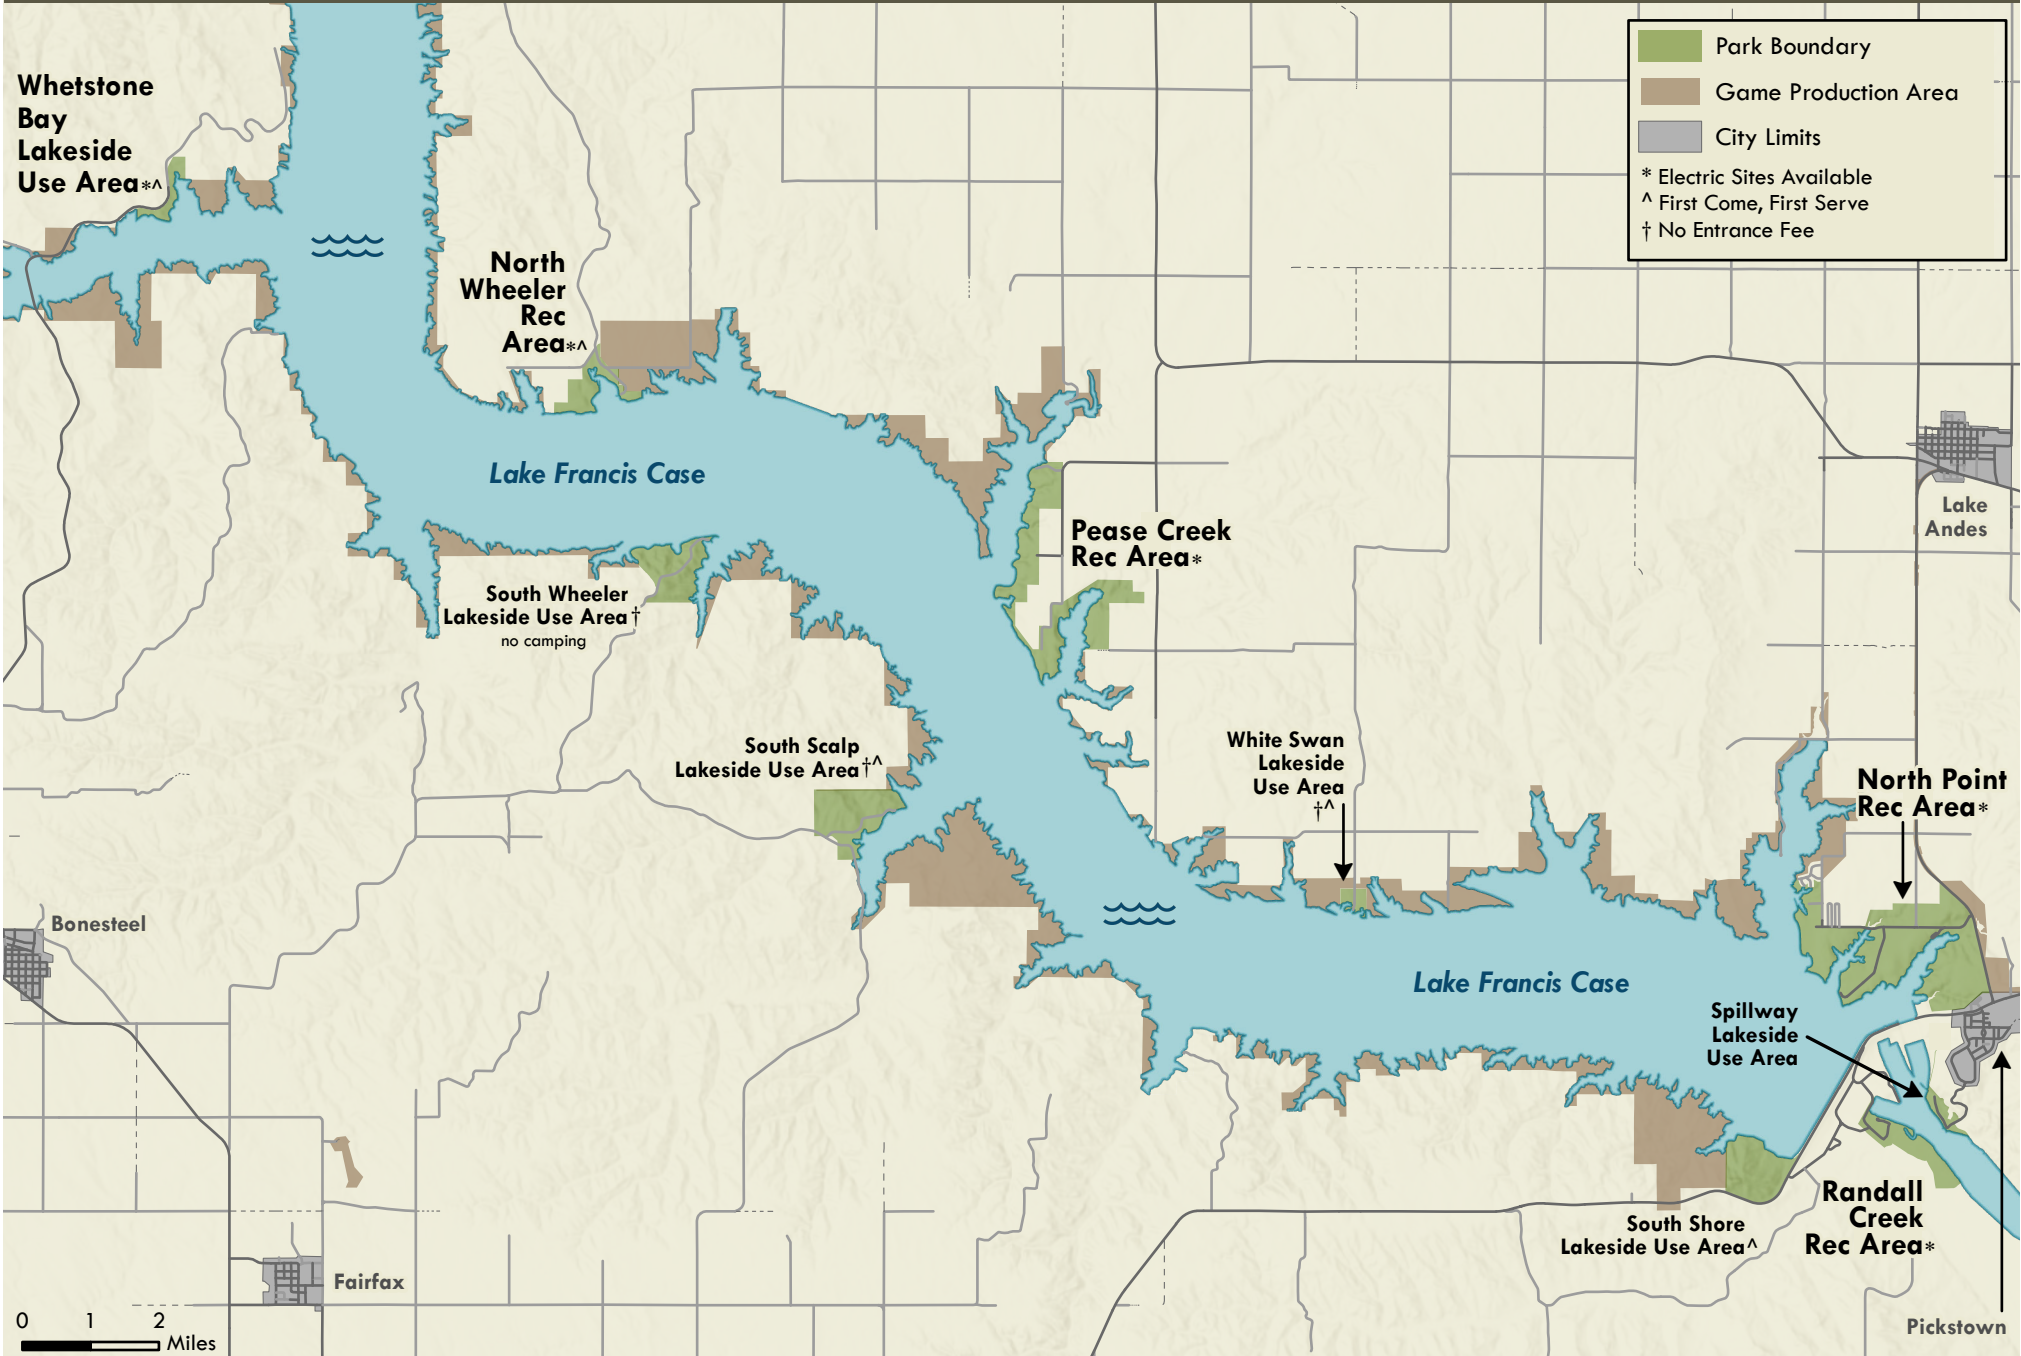 Whetstone
Bay
Lakeside
Use Area*^
North
Wheeler
Rec
Area*^
Park Boundary
Game Production Area
City Limits
* Electric Sites Available
^ First Come, First Serve
† No Entrance Fee
Lake Francis Case
Lake
Andes
Pease Creek
Rec Area*
South Wheeler
Lakeside Use Area†
no camping
South Scalp
Lakeside Use Area†^
White Swan
Lakeside
Use Area
†^
North Point
Rec Area*
Bonesteel
Lake Francis Case
Spillway
Lakeside
Use Area
Randall
Creek
Rec Area*
South Shore
Lakeside Use Area^
Fairfax
Pickstown
0 1 2
Miles